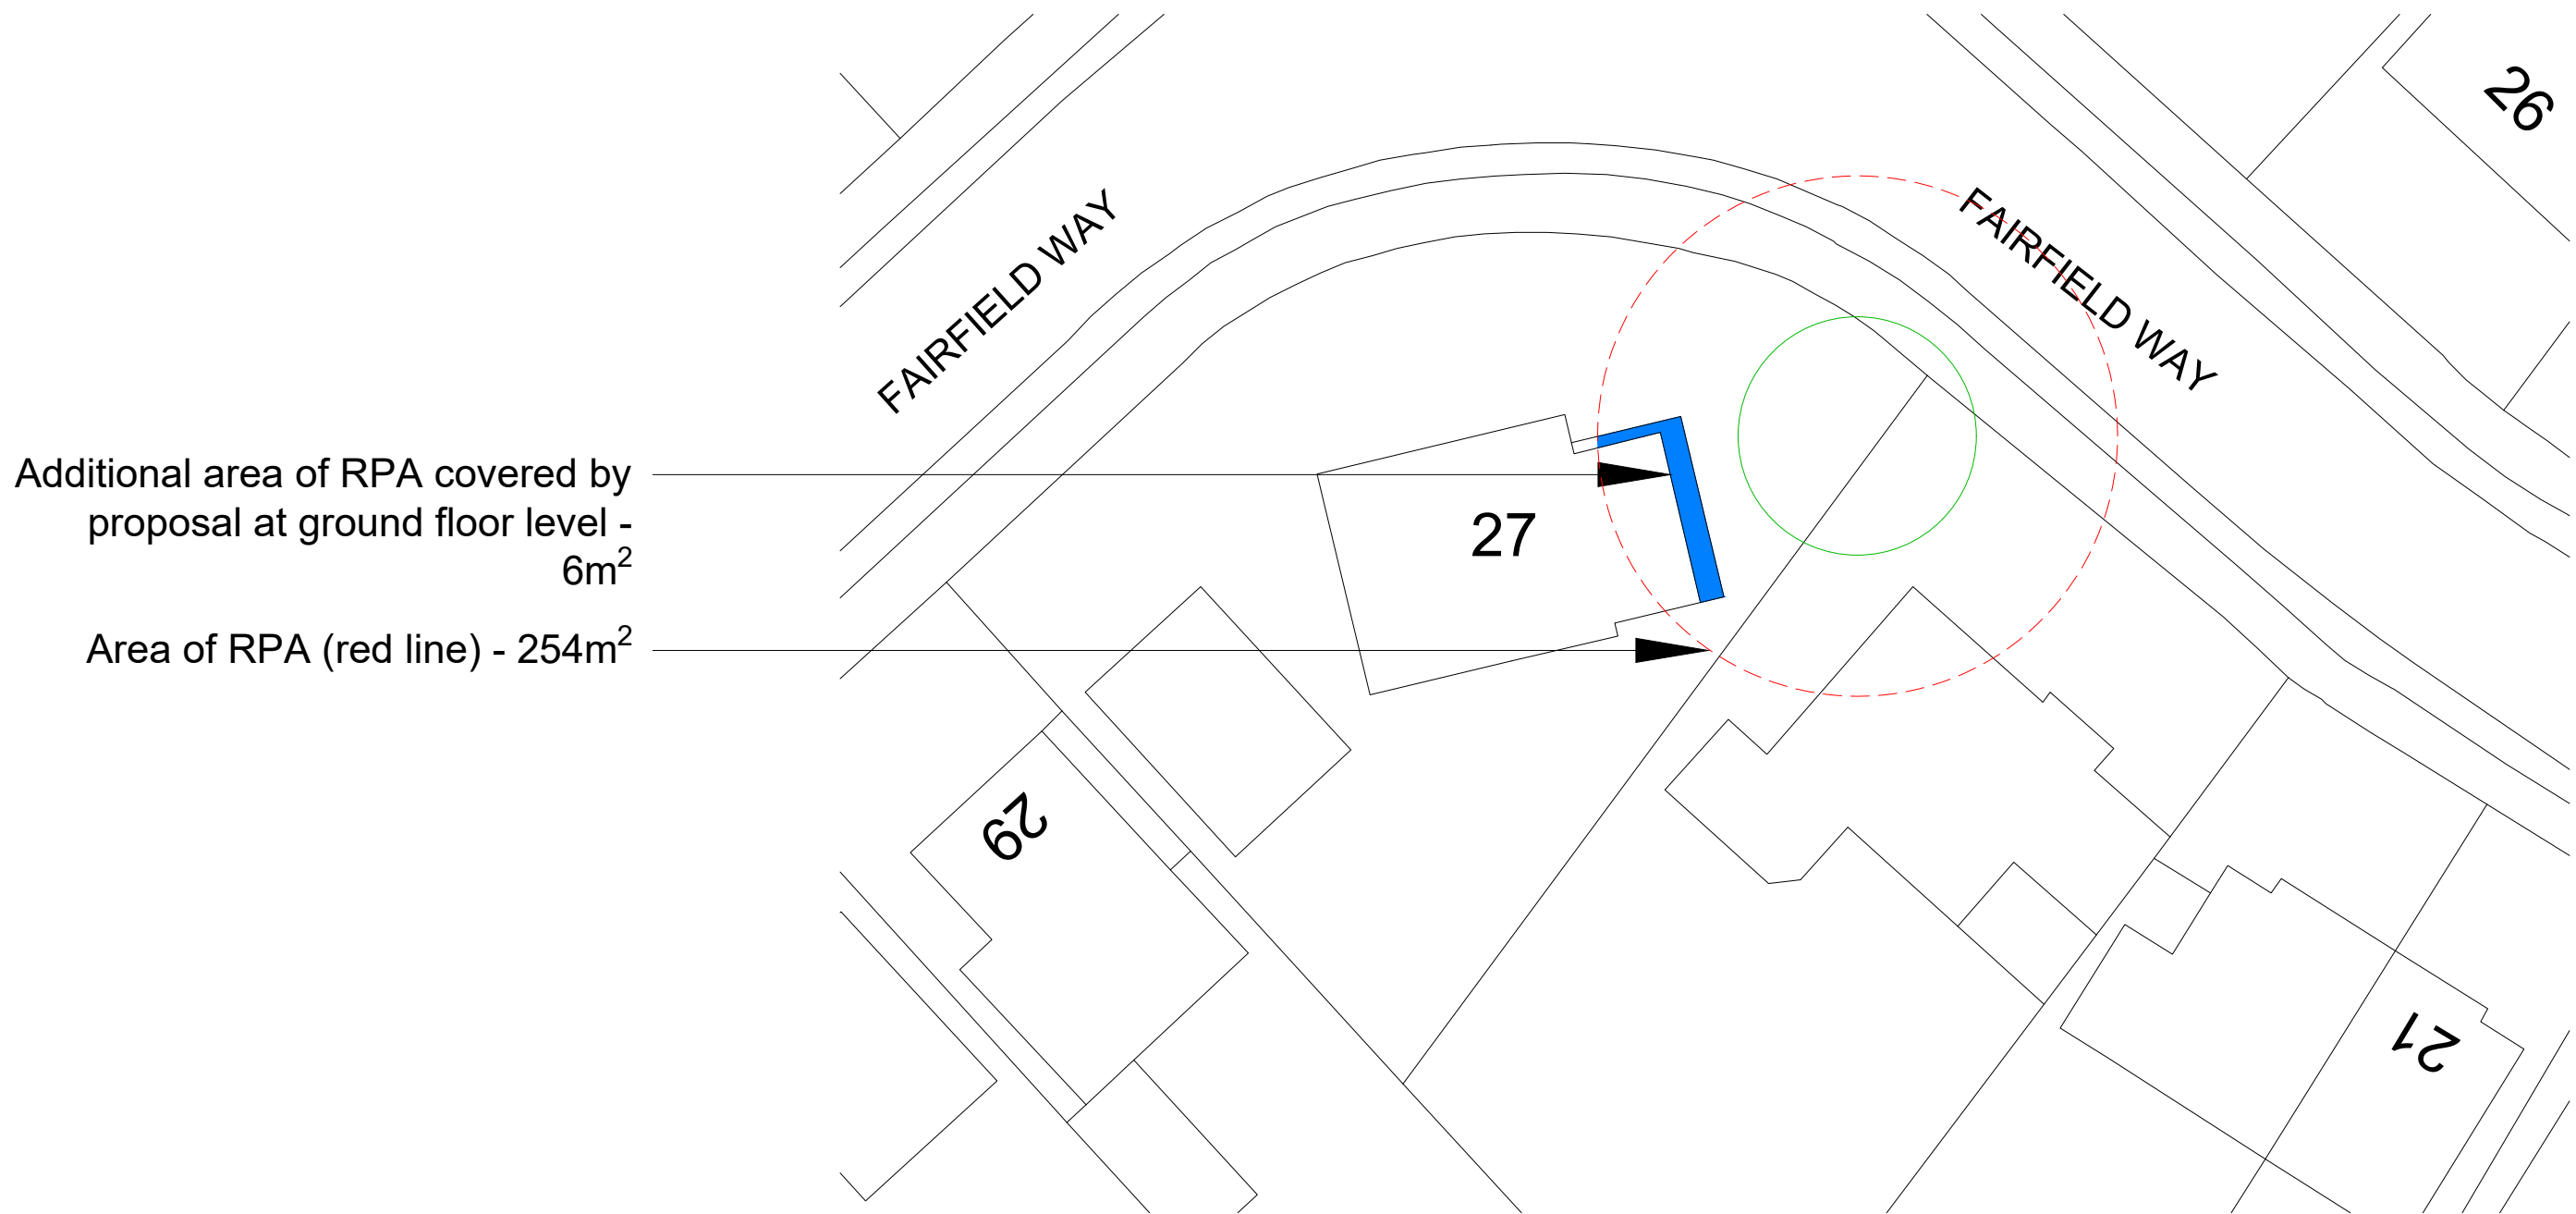 26
FAIRFIELD WAY
FAIRFIELD WAY
Additional area of RPA covered by
proposal at ground floor level -
6m²
27
Area of RPA (red line) - 254m²
29
21